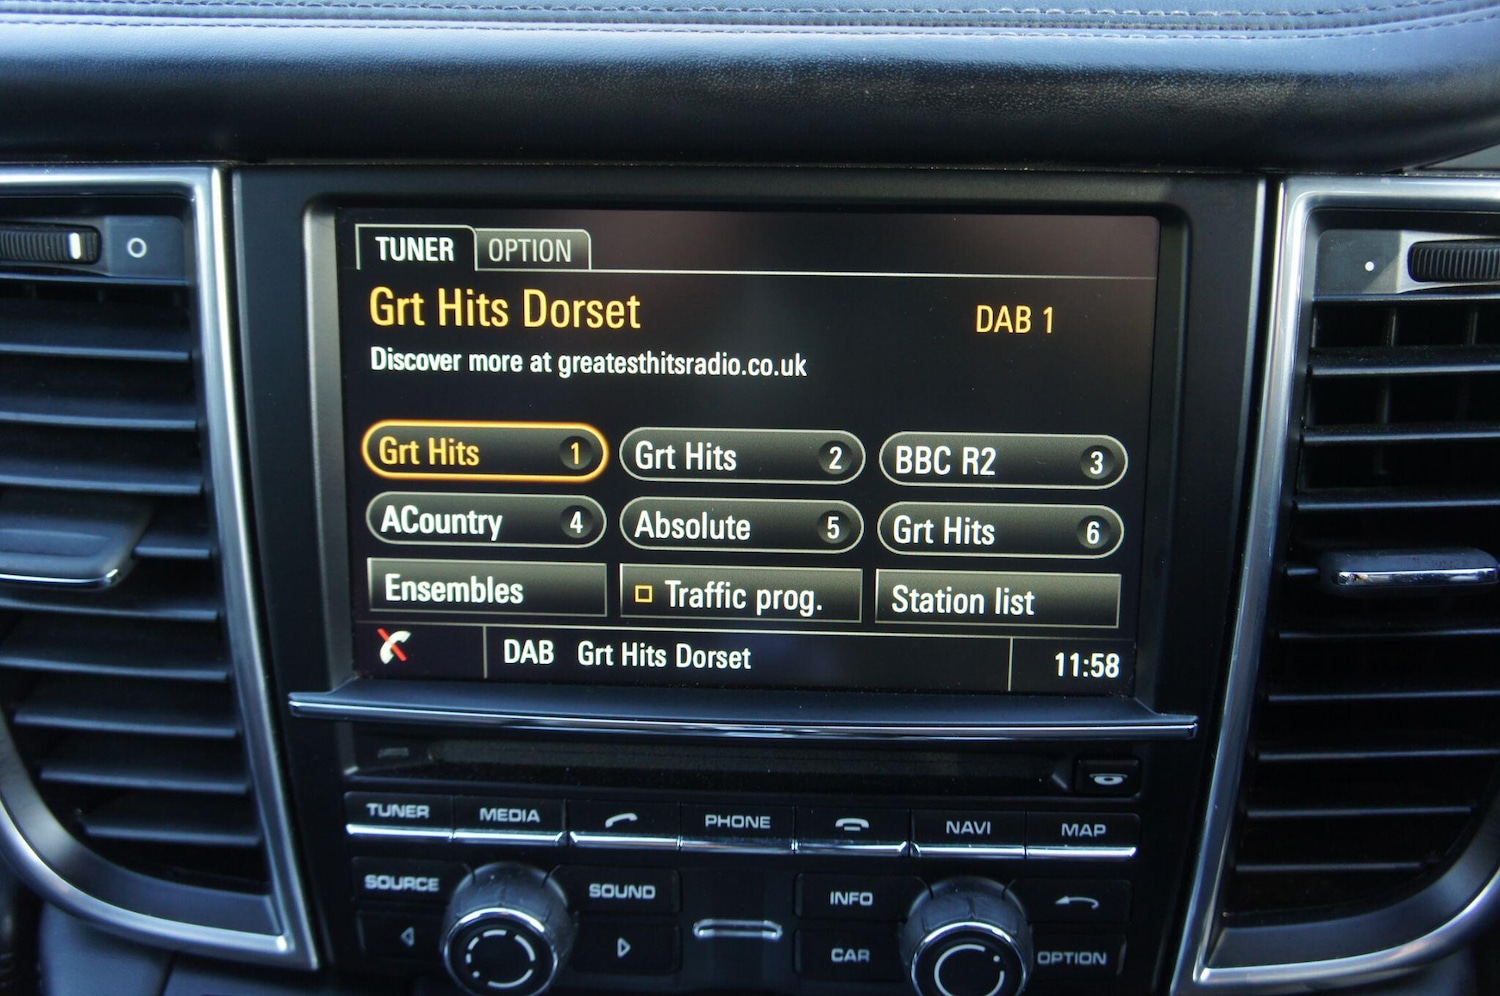 TUNER OPTION
Grt Hits Dorset DAB 1
Discover more at greatesthitsradio.co.uk
Grt Hits 1 Grt Hits 2 BBC R2 3
ACountry 4 Absolute 5 Grt Hits 6
Ensembles Traffic prog. Station list
DAB Grt Hits Dorset 11:58
TUNER MEDIA PHONE NAVI MAP
SOURCE SOUND INFO
CAR OPTION